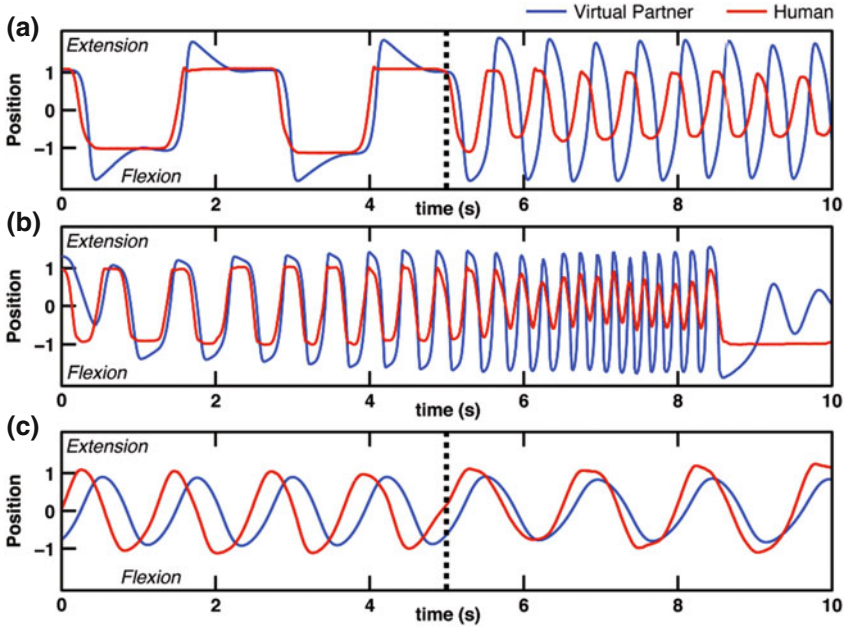 Virtual Partner Human
(a)
Extension
1
0
-1
Position
Flexion
0 2 4 6 8 10
time (s)
(b)
Extension
1
0
-1
Position
Flexion
0 2 4 6 8 10
time (s)
(c)
Extension
1
0
-1
Position
Flexion
0 2 4 6 8 10
time (s)